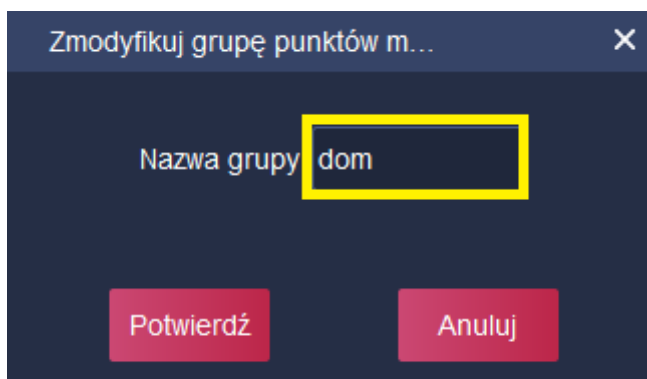 Zmodyfikuj grupę punktów m...
Nazwa grupy dom
Potwierdź Anuluj